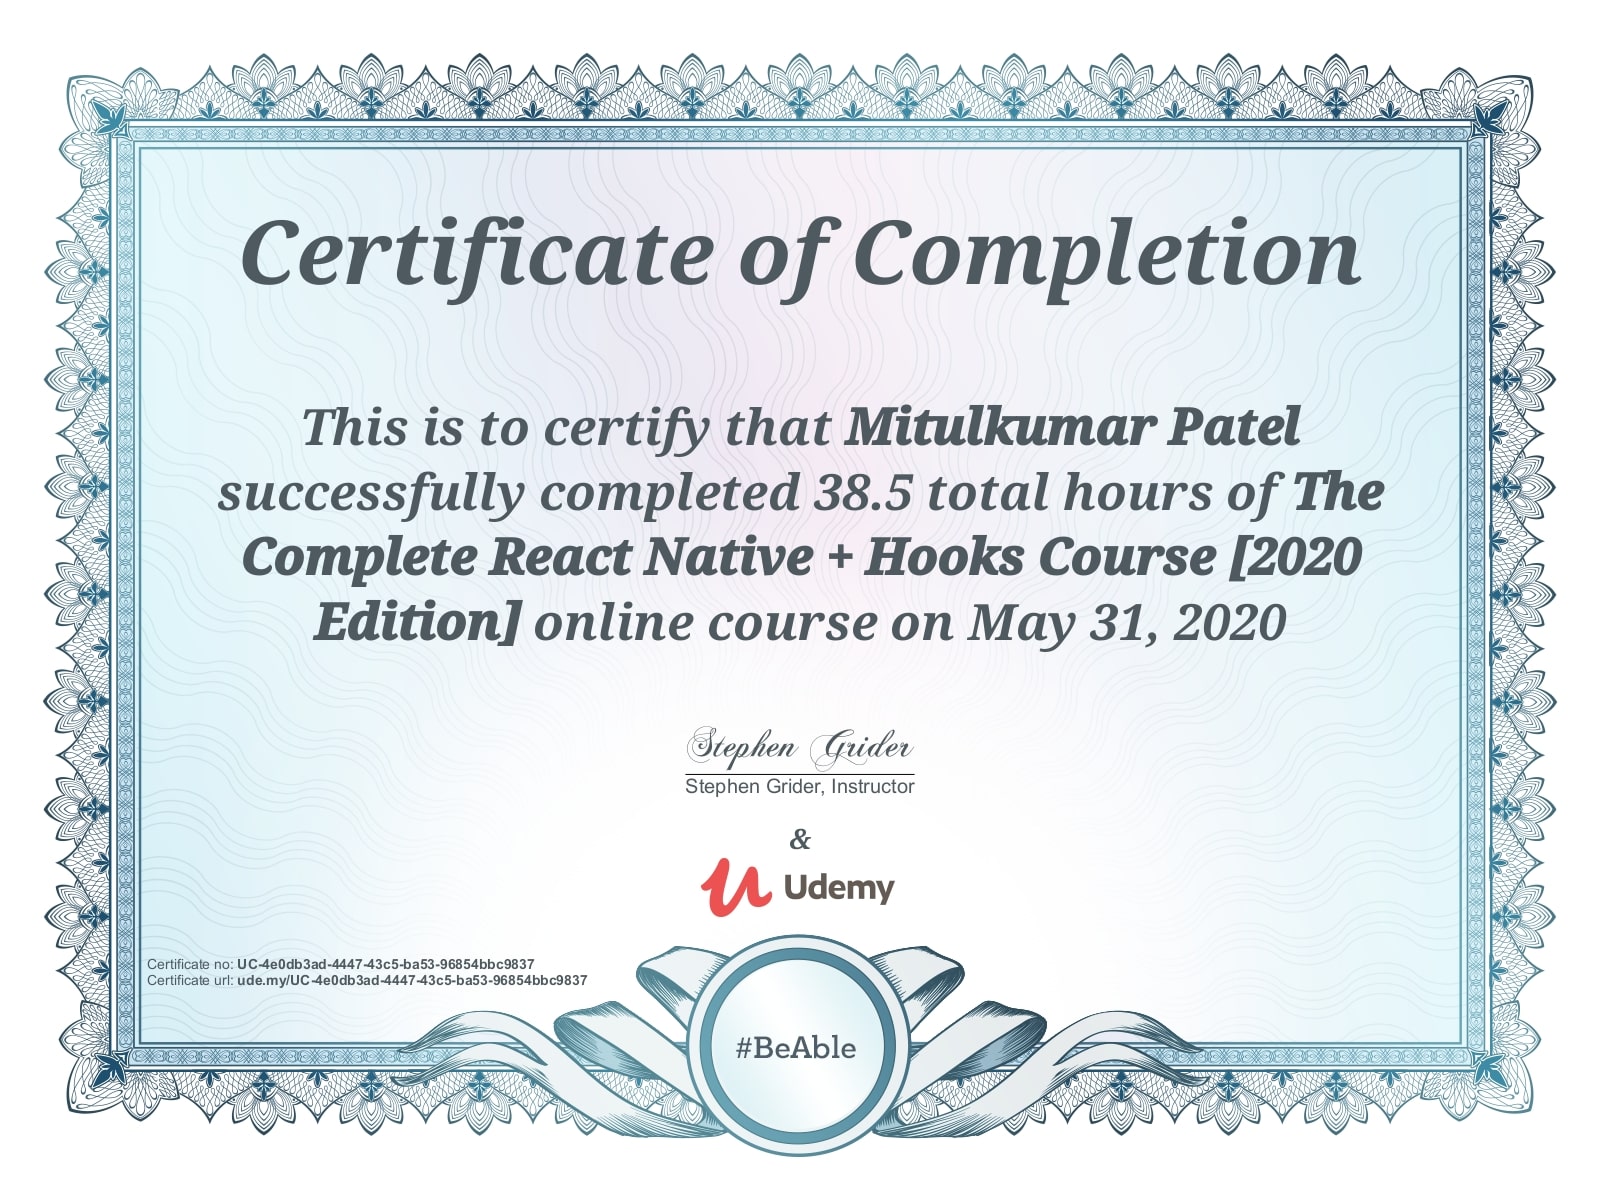 Certificate of Completion
This is to certify that Mitulkumar Patel
successfully completed 38.5 total hours of The
Complete React Native + Hooks Course [2020
Edition] online course on May 31, 2020
Stephen Grider
Stephen Grider, Instructor
&
Udemy
Certificate no: UC-4e0db3ad-4447-43c5-ba53-96854bbc9837
Certificate url: ude.my/UC-4e0db3ad-4447-43c5-ba53-96854bbc9837
#BeAble